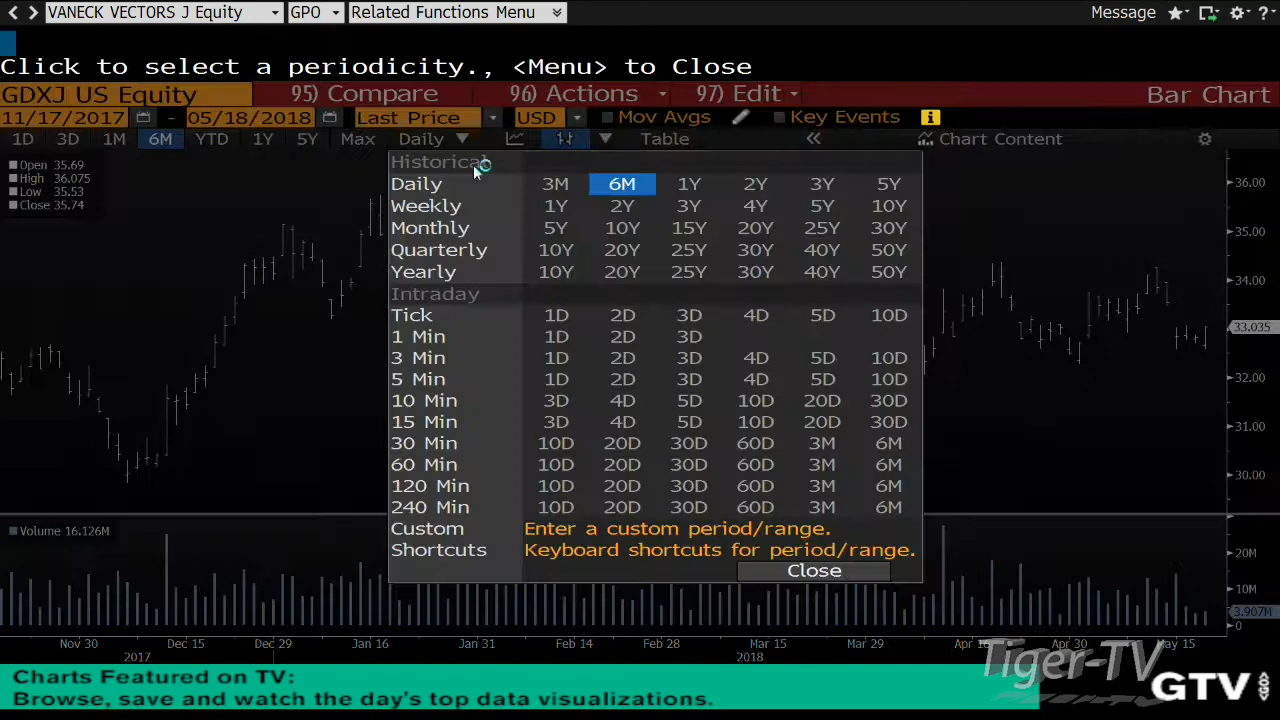 VANECK VECTORS J Equity GPO Related Functions Menu Message ?
Click to select a periodicity., <Menu> to Close
GDXJ US Equity 95) Compare 96) Actions 97) Edit Bar Chart
11/17/2017 - 05/18/2018 Last Price USD Mov Avgs Key Events i
1D 3D 1M 6M YTD 1Y 5Y Max Daily Table « Chart Content
Open 35.69
High 36.075
Low 35.53
Close 35.74
Historical
Daily 3M 6M 1Y 2Y 3Y 5Y
Weekly 1Y 2Y 3Y 4Y 5Y 10Y
Monthly 5Y 10Y 15Y 20Y 25Y 30Y
Quarterly 10Y 20Y 25Y 30Y 40Y 50Y
Yearly 10Y 20Y 25Y 30Y 40Y 50Y
Intraday
Tick 1D 2D 3D 4D 5D 10D
1 Min 1D 2D 3D
3 Min 1D 2D 3D 4D 5D 10D
5 Min 1D 2D 3D 4D 5D 10D
10 Min 3D 4D 5D 10D 20D 30D
15 Min 3D 4D 5D 10D 20D 30D
30 Min 10D 20D 30D 60D 3M 6M
60 Min 10D 20D 30D 60D 3M 6M
120 Min 10D 20D 30D 60D 3M 6M
240 Min 10D 20D 30D 60D 3M 6M
Custom Enter a custom period/range.
Shortcuts Keyboard shortcuts for period/range.
Close
36.00
35.00
34.00
33.035
32.00
31.00
30.00
Volume 16.126M
20M
10M
3.907M
0
Nov 30 Dec 15 Dec 29 Jan 16 Jan 31 Feb 14 Feb 28 Mar 15 Mar 29 Apr 16 Apr 30 May 15
2017 2018
Tiger-TV
Charts Featured on TV:
Browse, save and watch the day's top data visualizations.
GTV